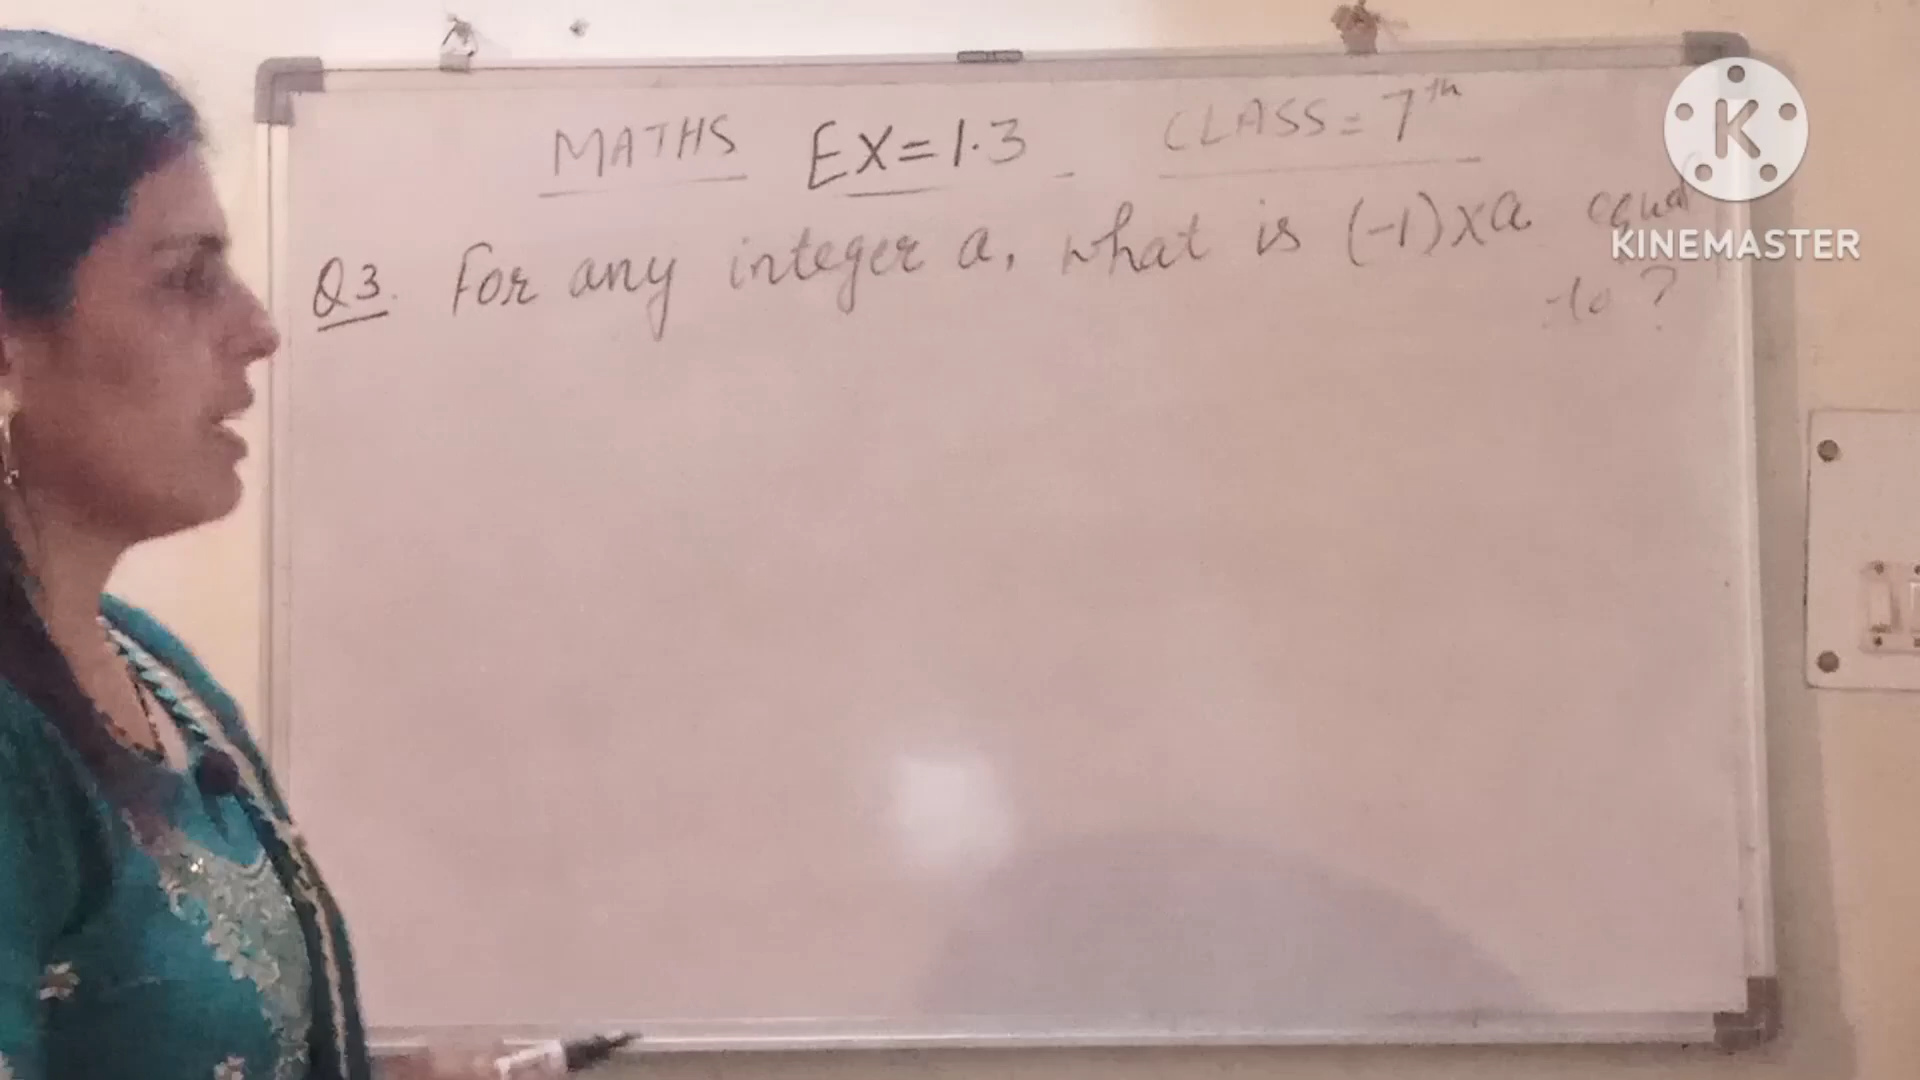 MATHS EX=1.3 CLASS=7th
Q3. For any integer a, what is (-1)xa equal
to?
K
KINEMASTER